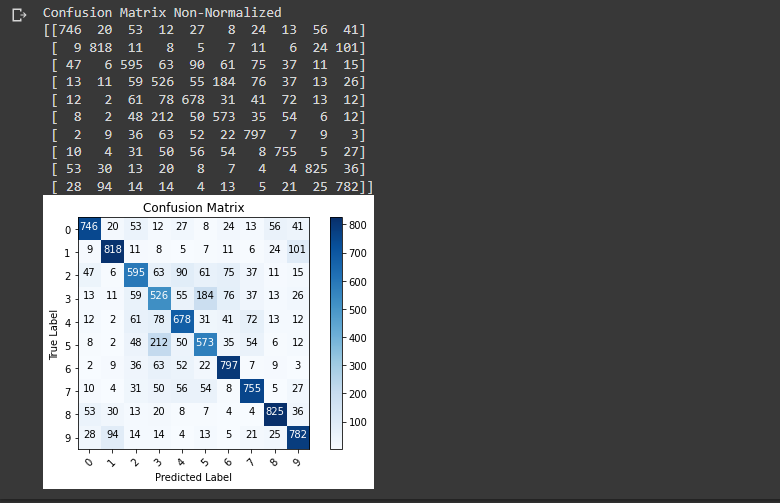 Confusion Matrix Non-Normalized
[[746  20  53  12  27   8  24  13  56  41]
 [  9 818  11   8   5   7  11   6  24 101]
 [ 47   6 595  63  90  61  75  37  11  15]
 [ 13  11  59 526  55 184  76  37  13  26]
 [ 12   2  61  78 678  31  41  72  13  12]
 [  8   2  48 212  50 573  35  54   6  12]
 [  2   9  36  63  52  22 797   7   9   3]
 [ 10   4  31  50  56  54   8 755   5  27]
 [ 53  30  13  20   8   7   4   4 825  36]
 [ 28  94  14  14   4  13   5  21  25 782]]
Confusion Matrix
0 746 20 53 12 27 8 24 13 56 41
1 9 818 11 8 5 7 11 6 24 101
2 47 6 595 63 90 61 75 37 11 15
3 13 11 59 526 55 184 76 37 13 26
4 12 2 61 78 678 31 41 72 13 12
5 8 2 48 212 50 573 35 54 6 12
6 2 9 36 63 52 22 797 7 9 3
7 10 4 31 50 56 54 8 755 5 27
8 53 30 13 20 8 7 4 4 825 36
9 28 94 14 14 4 13 5 21 25 782
True Label
0 1 2 3 4 5 6 7 8 9
Predicted Label
800
700
600
500
400
300
200
100